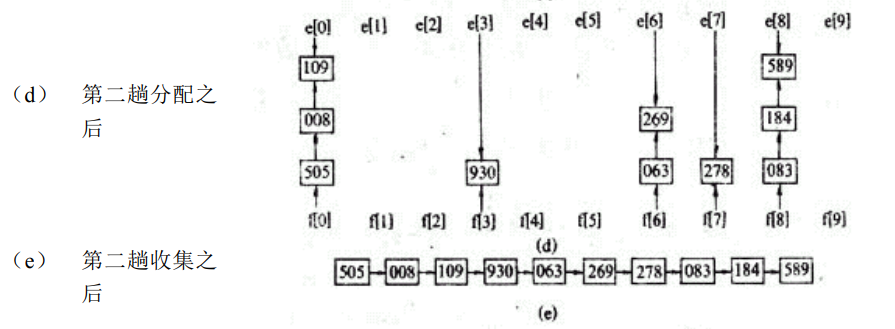 e[0] e[1] e[2] e[3] e[4] e[5] e[6] e[7] e[8] e[9]
109 589
（d） 第二趟分配之
后
008 269 184
505 930 063 278 083
f[0] f[1] f[2] f[3] f[4] f[5] f[6] f[7] f[8] f[9]
(d)
（e） 第二趟收集之
后
505 008 109 930 063 269 278 083 184 589
(e)